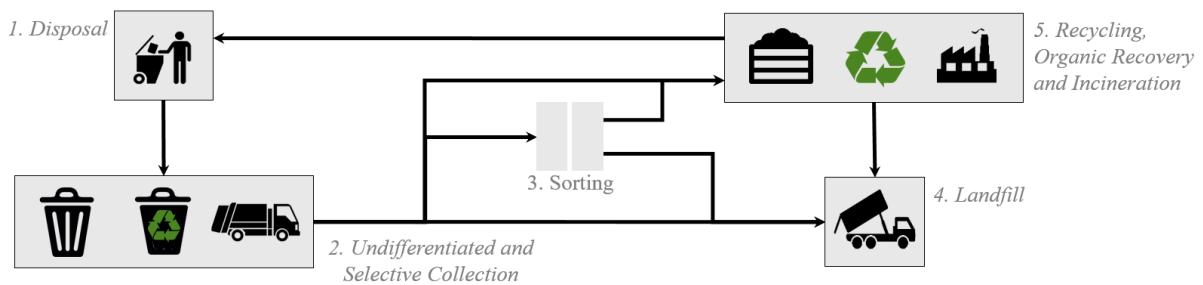 1. Disposal
5. Recycling,
Organic Recovery
and Incineration
3. Sorting
4. Landfill
2. Undifferentiated and
Selective Collection